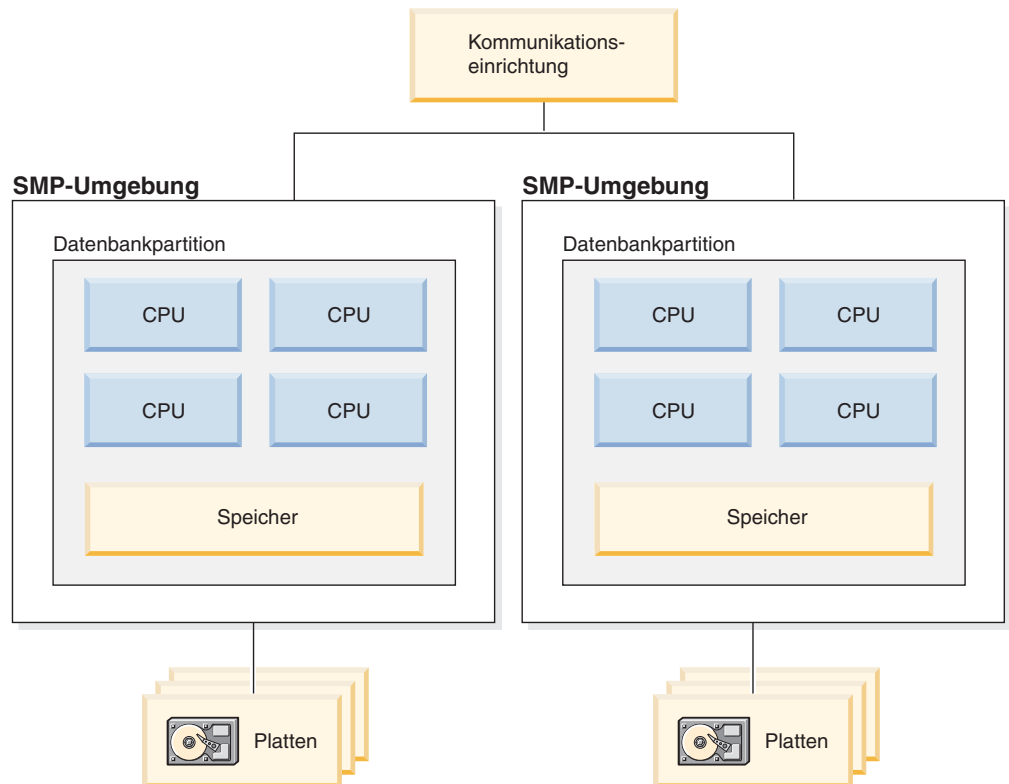 Kommunikations-
einrichtung
SMP-Umgebung
SMP-Umgebung
Datenbankpartition
CPU
CPU
CPU
CPU
Speicher
Datenbankpartition
CPU
CPU
CPU
CPU
Speicher
Platten
Platten